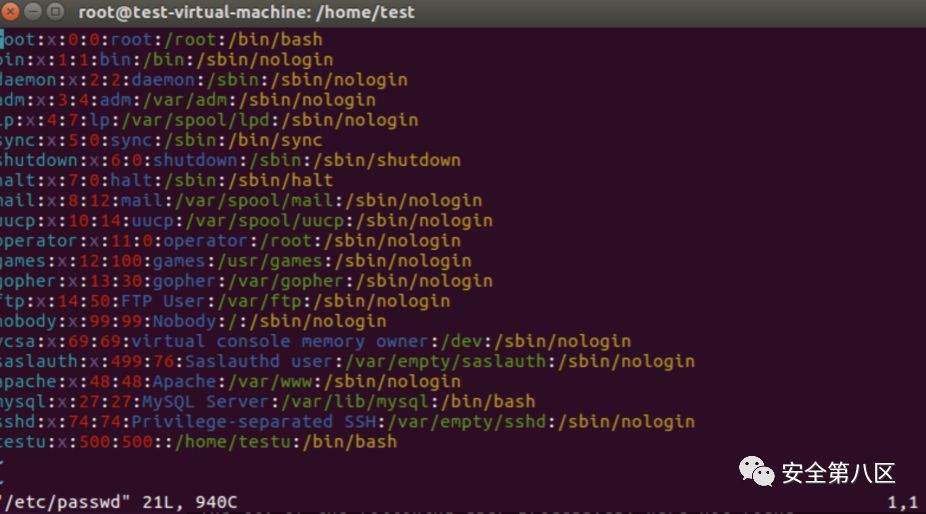 root@test-virtual-machine: /home/test
root:x:0:0:root:/root:/bin/bash
bin:x:1:1:bin:/bin:/sbin/nologin
daemon:x:2:2:daemon:/sbin:/sbin/nologin
adm:x:3:4:adm:/var/adm:/sbin/nologin
lp:x:4:7:lp:/var/spool/lpd:/sbin/nologin
sync:x:5:0:sync:/sbin:/bin/sync
shutdown:x:6:0:shutdown:/sbin:/sbin/shutdown
halt:x:7:0:halt:/sbin:/sbin/halt
mail:x:8:12:mail:/var/spool/mail:/sbin/nologin
uucp:x:10:14:uucp:/var/spool/uucp:/sbin/nologin
operator:x:11:0:operator:/root:/sbin/nologin
games:x:12:100:games:/usr/games:/sbin/nologin
gopher:x:13:30:gopher:/var/gopher:/sbin/nologin
ftp:x:14:50:FTP User:/var/ftp:/sbin/nologin
nobody:x:99:99:Nobody:/:/sbin/nologin
vcsa:x:69:69:virtual console memory owner:/dev:/sbin/nologin
saslauth:x:499:76:Saslauthd user:/var/empty/saslauth:/sbin/nologin
apache:x:48:48:Apache:/var/www:/sbin/nologin
mysql:x:27:27:MySQL Server:/var/lib/mysql:/bin/bash
sshd:x:74:74:Privilege-separated SSH:/var/empty/sshd:/sbin/nologin
testu:x:500:500::/home/testu:/bin/bash
~
~
安全第八区
"/etc/passwd" 21L, 940C 1,1